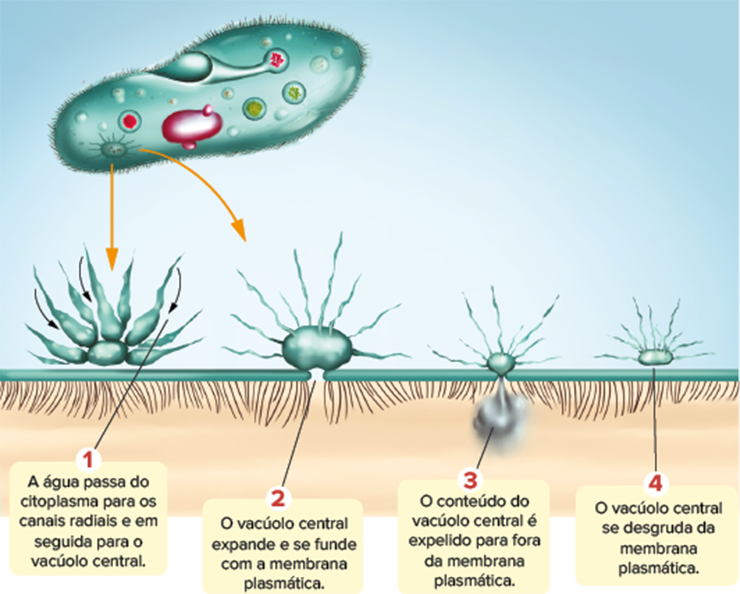 1
A água passa do
citoplasma para os
canais radiais e em
seguida para o
vacúolo central.
2
O vacúolo central
expande e se funde
com a membrana
plasmática.
3
O conteúdo do
vacúolo central é
expelido para fora
da membrana
plasmática.
4
O vacúolo central
se desgruda da
membrana
plasmática.